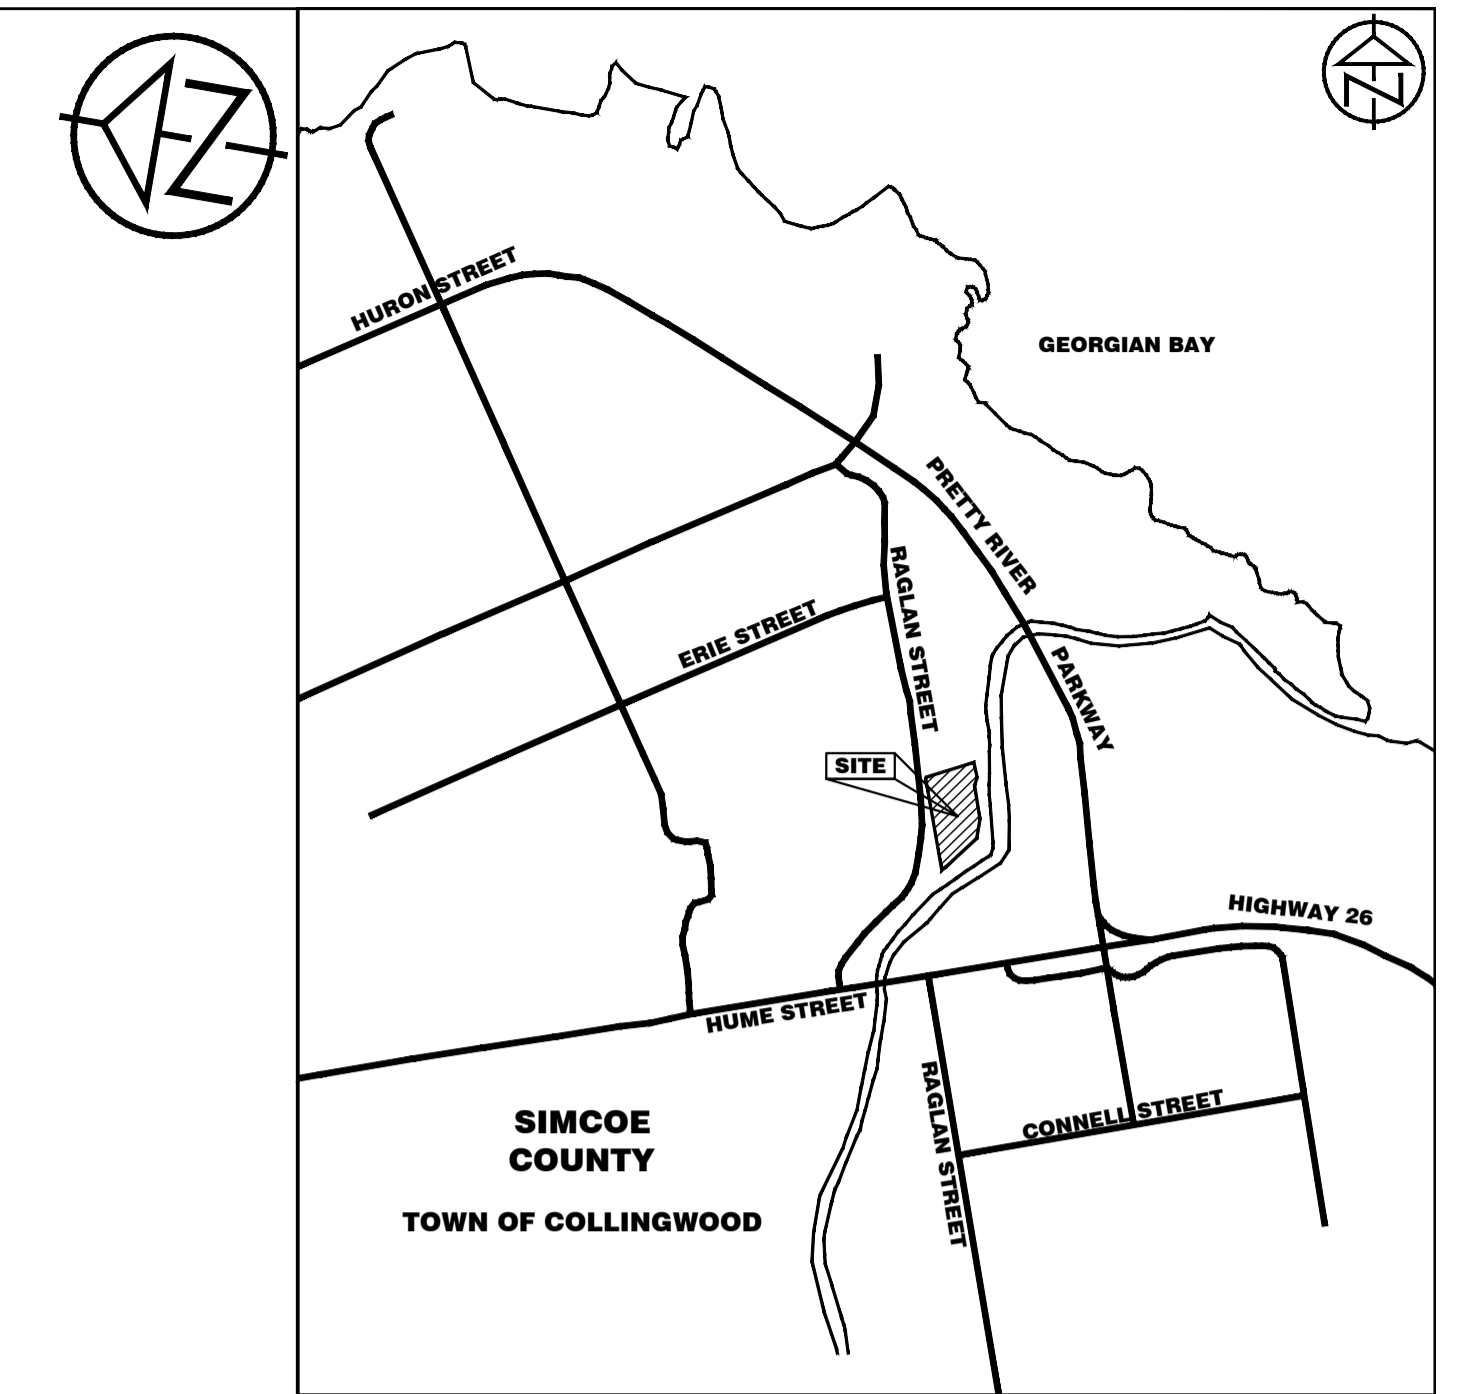 N
N
HURON STREET
GEORGIAN BAY
PRETTY RIVER
PARKWAY
RAGLAN STREET
ERIE STREET
SITE
HIGHWAY 26
HUME STREET
RAGLAN STREET
CONNELL STREET
SIMCOE
COUNTY
TOWN OF COLLINGWOOD